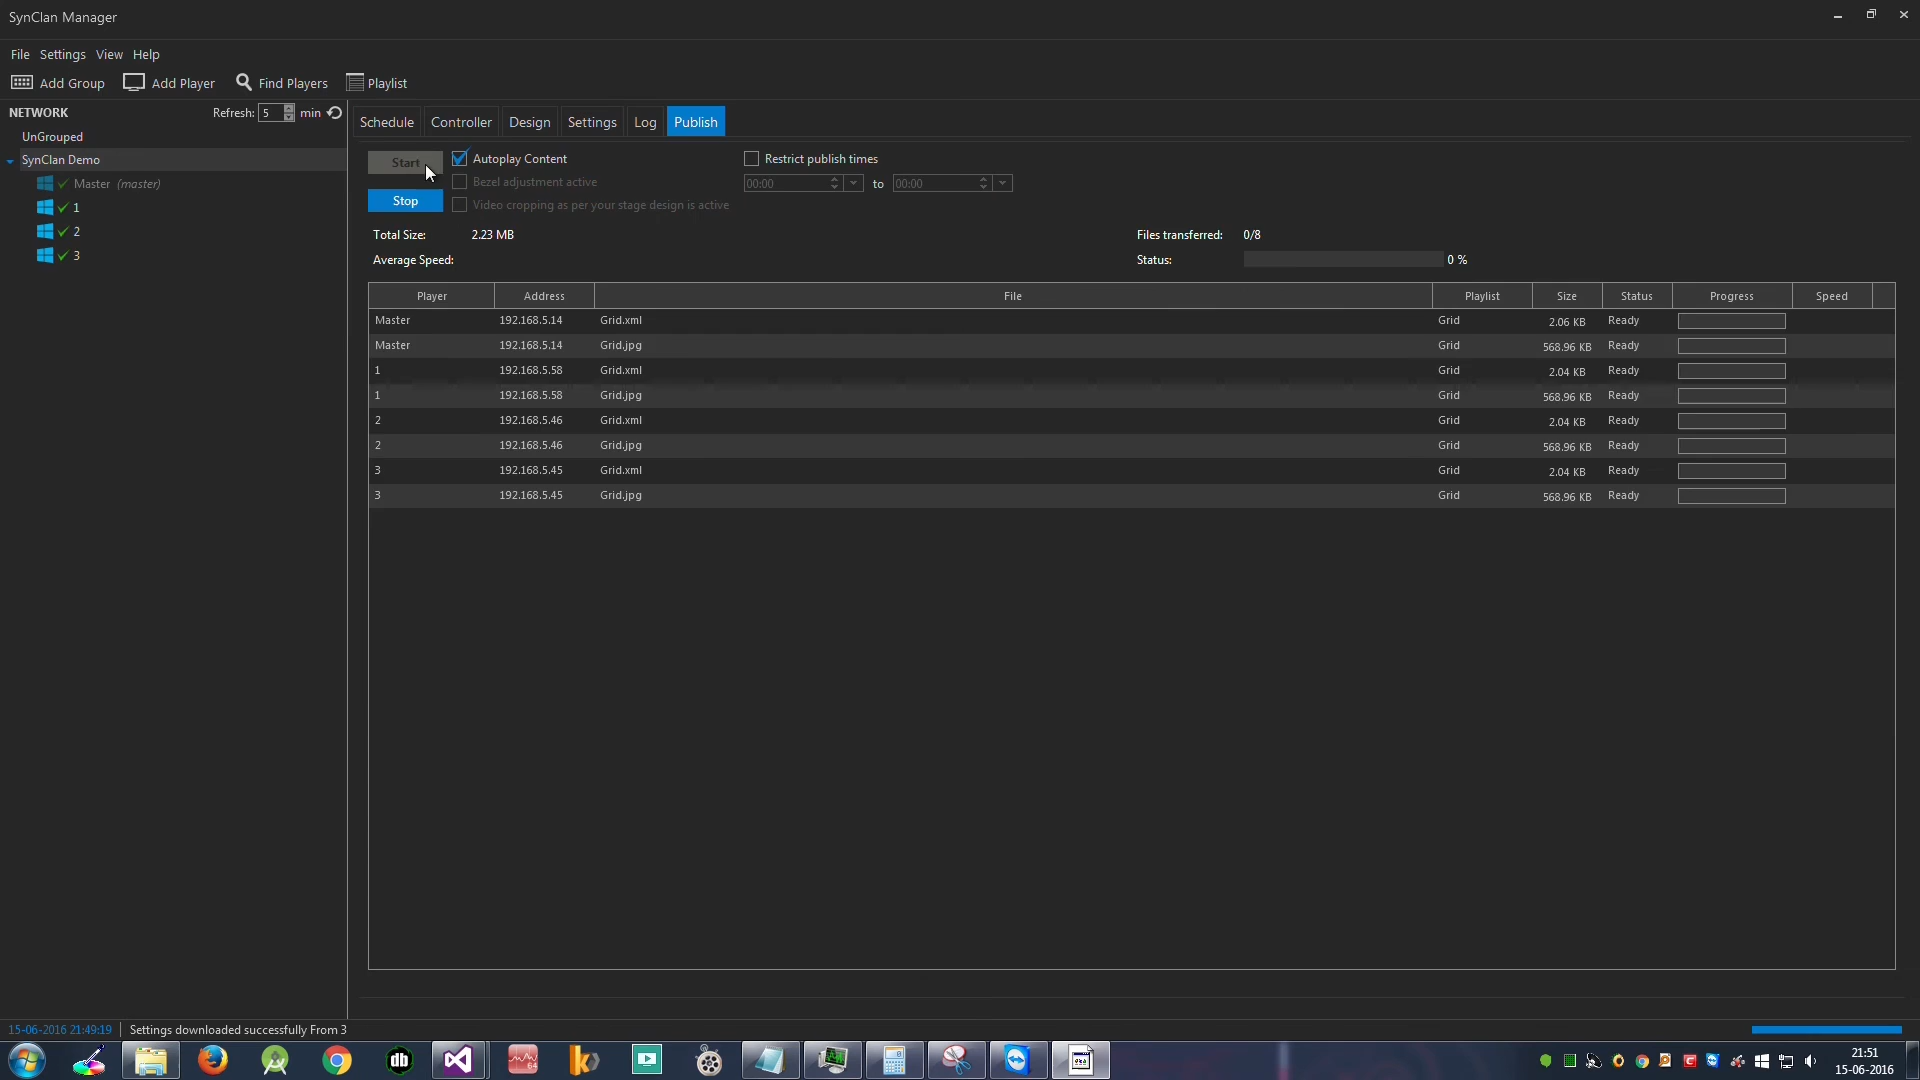 SynClan Manager
File Settings View Help
Add Group Add Player Find Players Playlist
NETWORK Refresh: 5 min
UnGrouped
SynClan Demo
Master (master)
1
2
3
Schedule Controller Design Settings Log Publish
Start Autoplay Content Restrict publish times
Bezel adjustment active 00:00 to 00:00
Stop Video cropping as per your stage design is active
Total Size: 2.23 MB Files transferred: 0/8
Average Speed: Status: 0 %
Player Address File Playlist Size Status Progress Speed
Master 192.168.5.14 Grid.xml Grid 2.06 KB Ready
Master 192.168.5.14 Grid.jpg Grid 568.96 KB Ready
1 192.168.5.58 Grid.xml Grid 2.04 KB Ready
1 192.168.5.58 Grid.jpg Grid 568.96 KB Ready
2 192.168.5.46 Grid.xml Grid 2.04 KB Ready
2 192.168.5.46 Grid.jpg Grid 568.96 KB Ready
3 192.168.5.45 Grid.xml Grid 2.04 KB Ready
3 192.168.5.45 Grid.jpg Grid 568.96 KB Ready
15-06-2016 21:49:19 Settings downloaded successfully From 3
db 64
21:51
15-06-2016